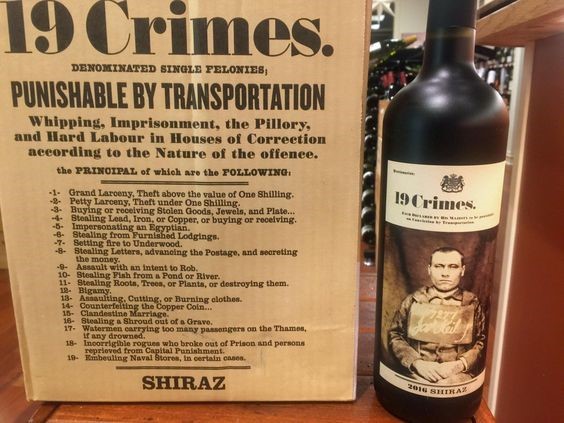 19 Crimes.
DENOMINATED SINGLE FELONIES;
PUNISHABLE BY TRANSPORTATION
Whipping, Imprisonment, the Pillory,
and Hard Labour in Houses of Correction
according to the Nature of the offence.
the PRINCIPAL of which are the FOLLOWING:
-1- Grand Larceny, Theft above the value of One Shilling.
-2- Petty Larceny, Theft under One Shilling.
-3- Buying or receiving Stolen Goods, Jewels, and Plate...
-4- Stealing Lead, Iron, or Copper, or buying or receiving.
-5- Impersonating an Egyptian.
-6- Stealing from Furnished Lodgings.
-7- Setting fire to Underwood.
-8- Stealing Letters, advancing the Postage, and secreting
the money.
-9- Assault with an intent to Rob.
10- Stealing Fish from a Pond or River.
11- Stealing Roots, Trees, or Plants, or destroying them.
12- Bigamy.
13- Assaulting, Cutting, or Burning clothes.
14- Counterfeiting the Copper Coin...
15- Clandestine Marriage.
16- Stealing a Shroud out of a Grave.
17- Watermen carrying too many passengers on the Thames,
if any drowned.
18- Incorrigible rogues who broke out of Prison and persons
reprieved from Capital Punishment.
19- Embeuling Naval Stores, in certain cases.
SHIRAZ
19 Crimes.
on Conviction by Transportation.
2016 SHIRAZ